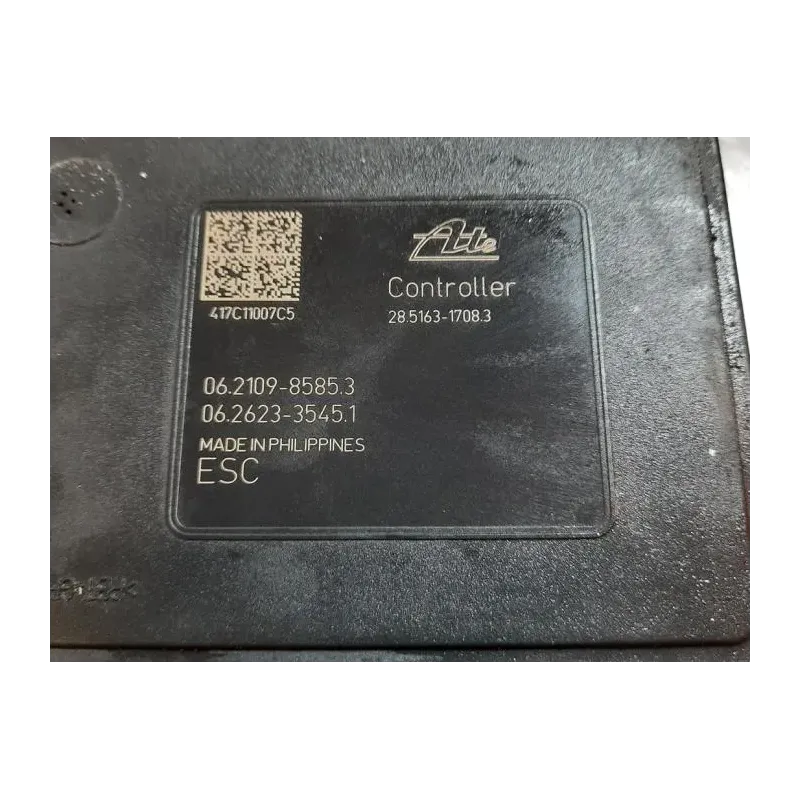 Ate
417C11007C5
Controller
28.5163-1708.3
06.2109-8585.3
06.2623-3545.1
MADE IN PHILIPPINES
ESC